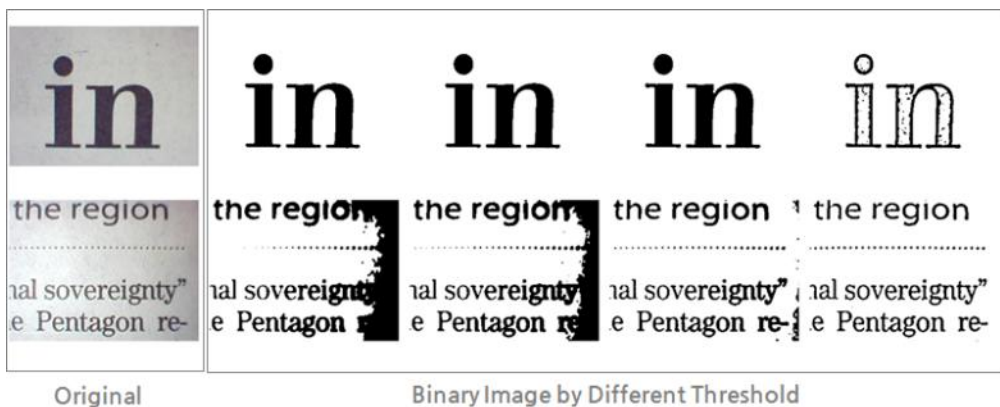 in in in in in
the region the region the region the region the region
nal sovereignty” nal sovereignty nal sovereignty nal sovereignty” nal sovereignty”
e Pentagon re- e Pentagon e Pentagon re e Pentagon re- e Pentagon re-
Original Binary Image by Different Threshold